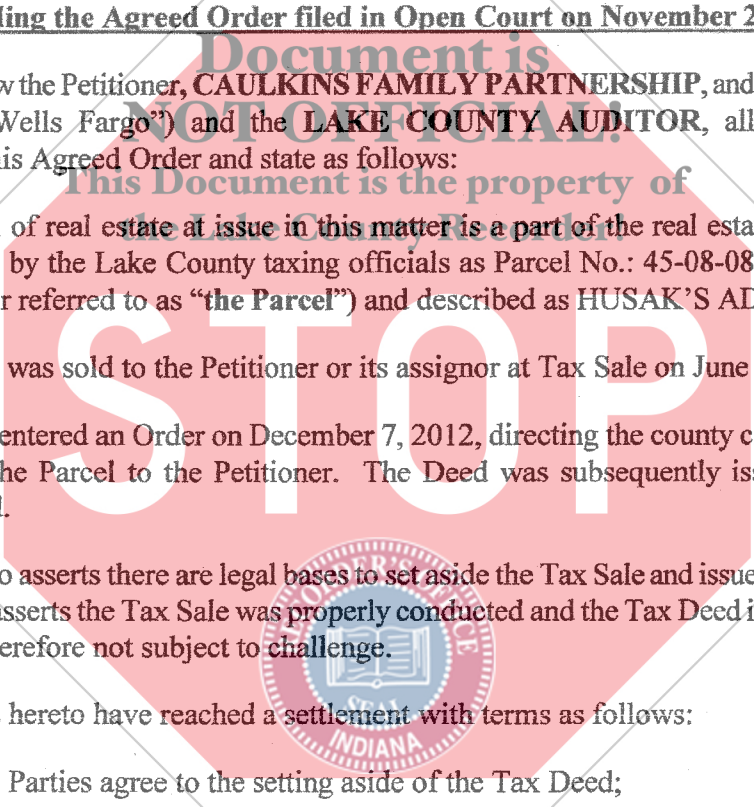 ling the Agreed Order filed in Open Court on November 2
Document is
w the Petitioner, CAULKINS FAMILY PARTNERSHIP, and
NOT OFFICIAL!
Wells Fargo") and the LAKE COUNTY AUDITOR, all
is Agreed Order and state as follows:
This Document is the property of
of real estate at issue in this matter is a part of the real esta
the Lake County Recorder!
by the Lake County taxing officials as Parcel No.: 45-08-08
r referred to as "the Parcel") and described as HUSAK'S AD
STOP
was sold to the Petitioner or its assignor at Tax Sale on June
entered an Order on December 7, 2012, directing the county c
he Parcel to the Petitioner. The Deed was subsequently iss
l.
o asserts there are legal bases to set aside the Tax Sale and issue
asserts the Tax Sale was properly conducted and the Tax Deed i
erefore not subject to challenge.
RECORDER'S OFFICE
SEAL
INDIANA
hereto have reached a settlement with terms as follows:
Parties agree to the setting aside of the Tax Deed;